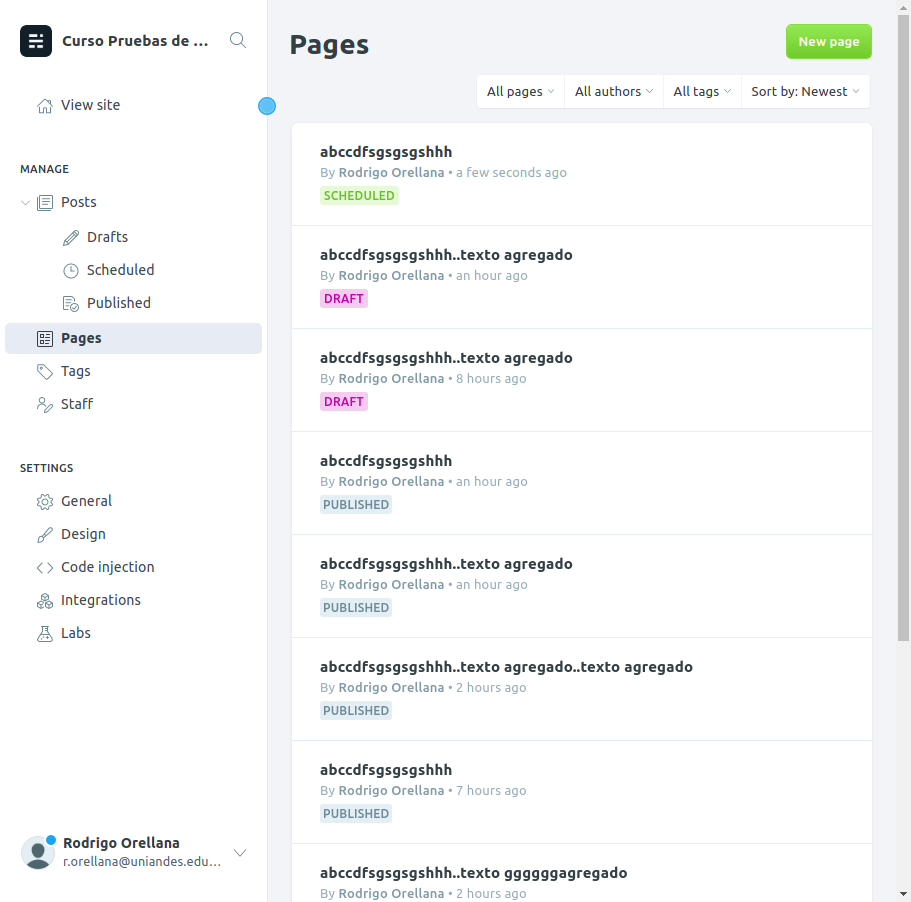 Curso Pruebas de ...
View site
MANAGE
Posts
Drafts
Scheduled
Published
Pages
Tags
Staff
SETTINGS
General
Design
Code injection
Integrations
Labs
Rodrigo Orellana
r.orellana@uniandes.edu...
Pages
New page
All pages All authors All tags Sort by: Newest
abccdfsgsgsgshhh
By Rodrigo Orellana • a few seconds ago
SCHEDULED
abccdfsgsgsgshhh..texto agregado
By Rodrigo Orellana • an hour ago
DRAFT
abccdfsgsgsgshhh..texto agregado
By Rodrigo Orellana • 8 hours ago
DRAFT
abccdfsgsgsgshhh
By Rodrigo Orellana • an hour ago
PUBLISHED
abccdfsgsgsgshhh..texto agregado
By Rodrigo Orellana • an hour ago
PUBLISHED
abccdfsgsgsgshhh..texto agregado..texto agregado
By Rodrigo Orellana • 2 hours ago
PUBLISHED
abccdfsgsgsgshhh
By Rodrigo Orellana • 7 hours ago
PUBLISHED
abccdfsgsgsgshhh..texto ggggggagregado
By Rodrigo Orellana • 2 hours ago